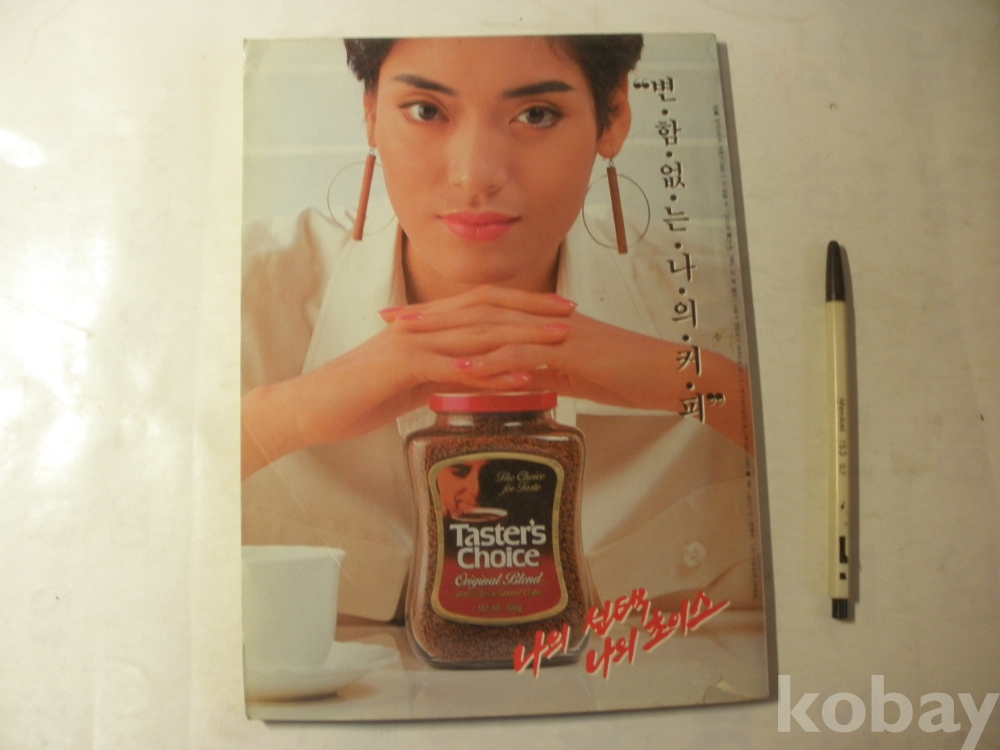 “변·함·없·는·나·의·커·피”
The Choice
for Taste
Taster's
Choice
Original Blend
나의 선택
나의 초이스
kobay